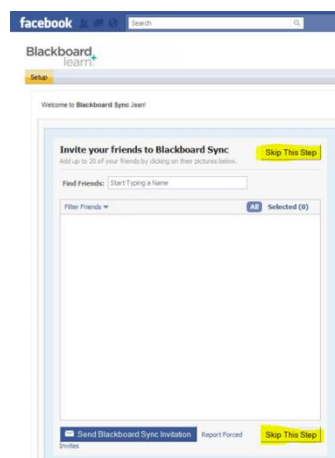 facebook Search
Blackboard
learn+
Setup
Welcome to Blackboard Sync Jean!
Invite your friends to Blackboard Sync Skip This Step
Add up to 20 of your friends by clicking on their pictures below.
Find Friends: Start Typing a Name
Filter Friends All Selected (0)
Send Blackboard Sync Invitation Report Forced Skip This Step
Invites